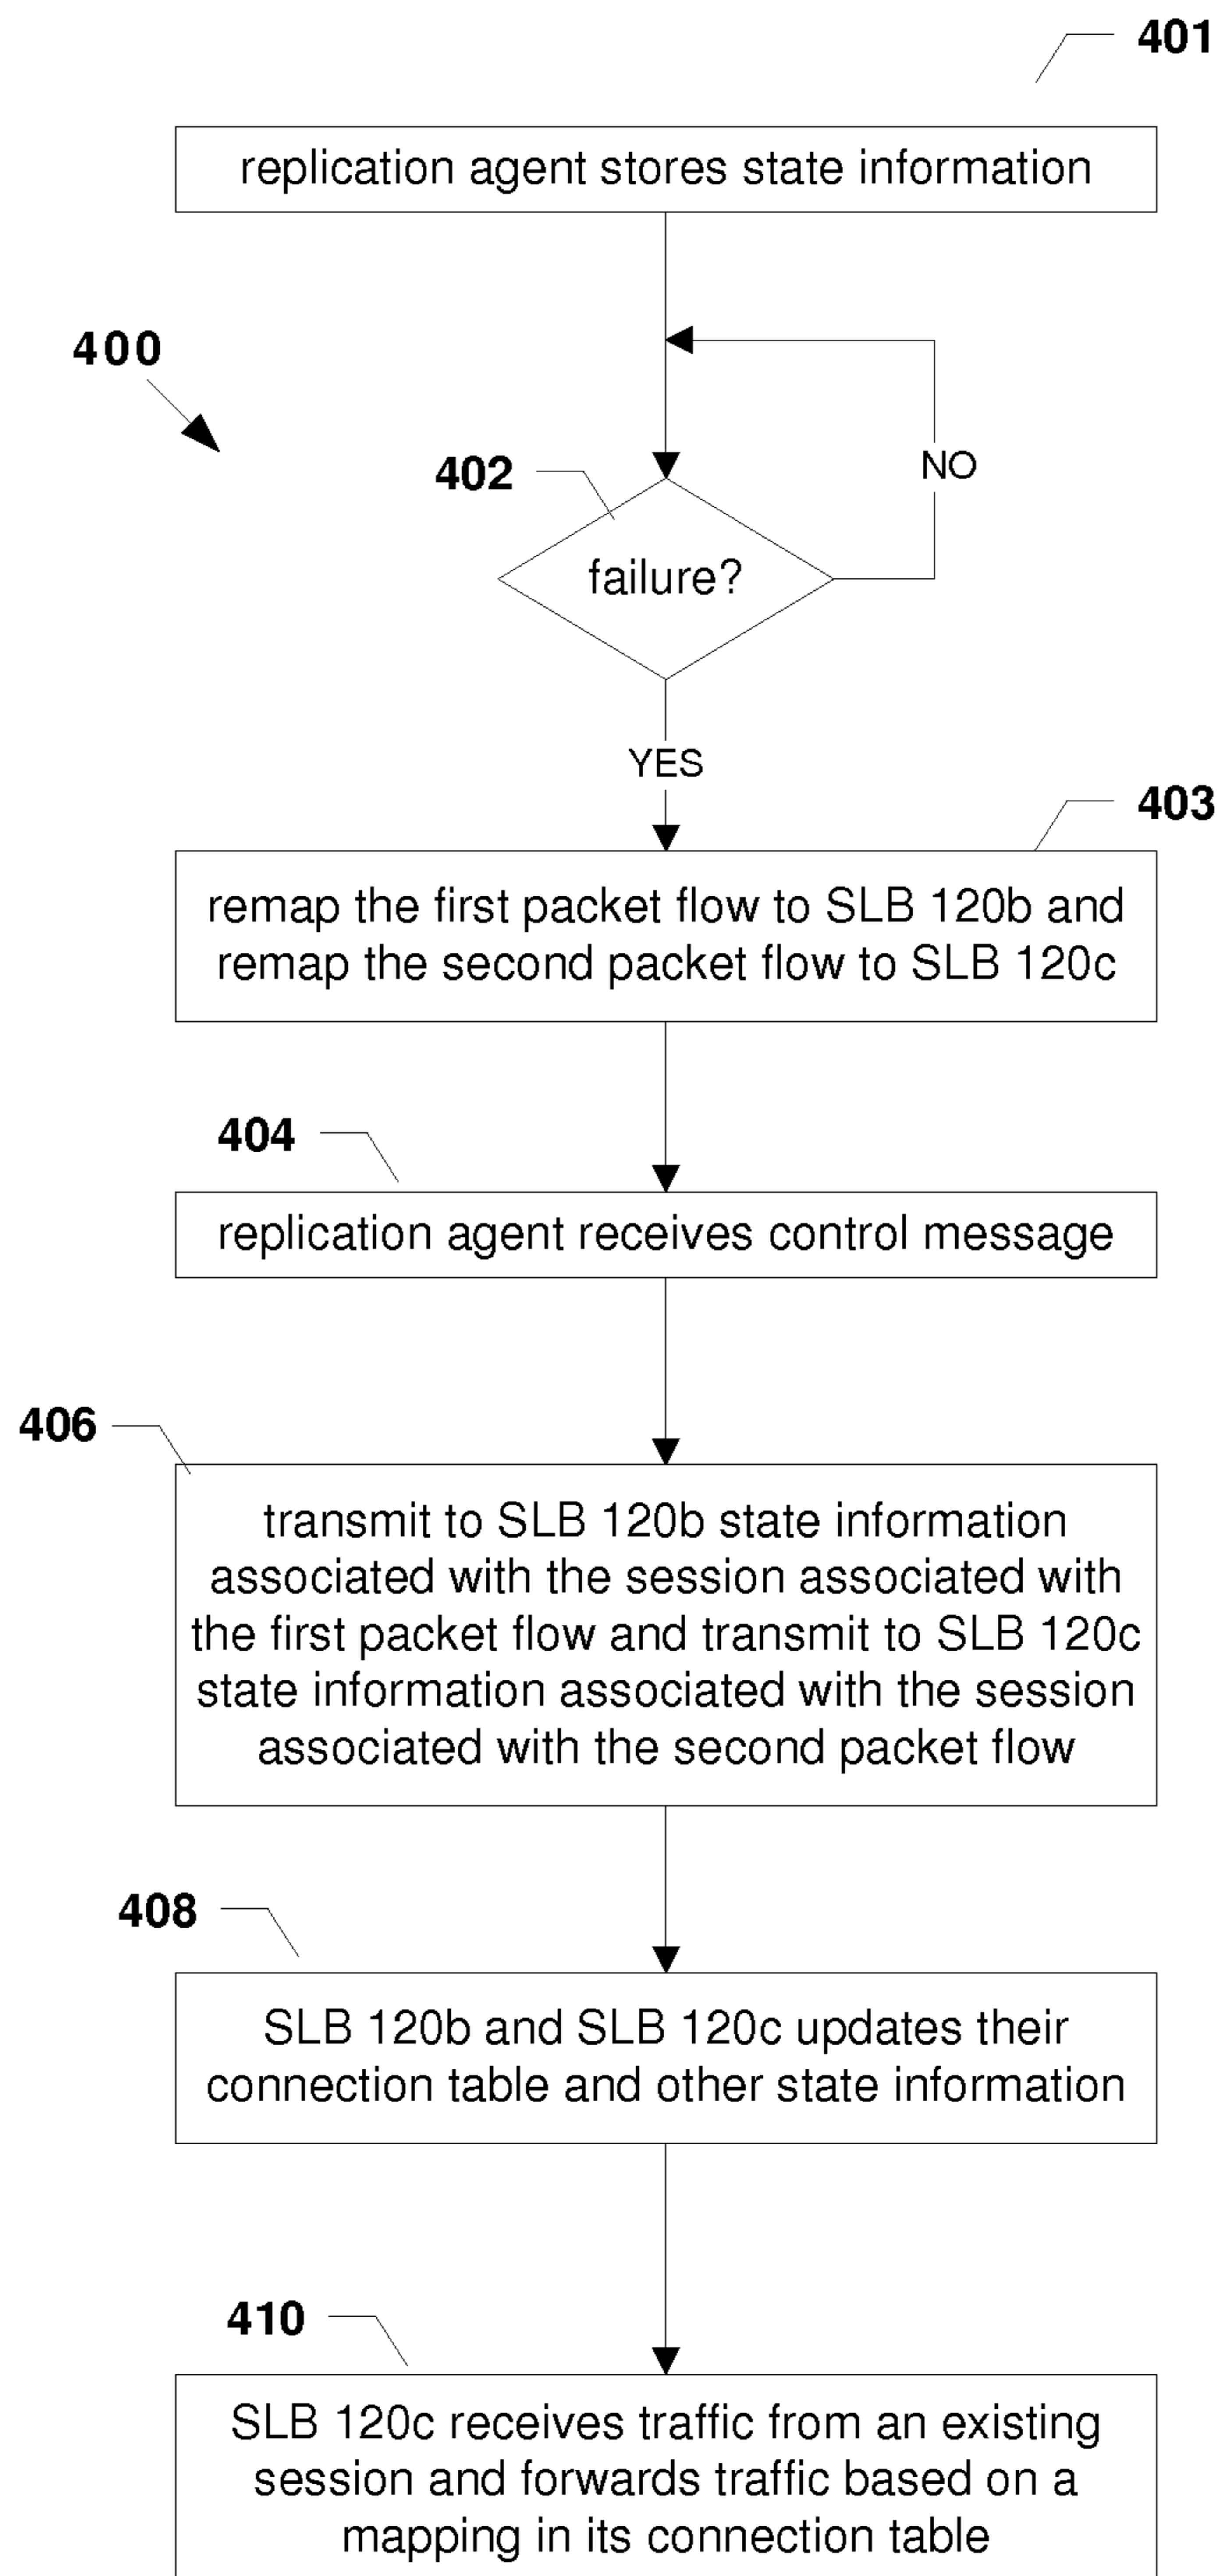 401
replication agent stores state information
400
402
NO
failure?
YES
403
remap the first packet flow to SLB 120b and
remap the second packet flow to SLB 120c
404
replication agent receives control message
406
transmit to SLB 120b state information
associated with the session associated with
the first packet flow and transmit to SLB 120c
state information associated with the session
associated with the second packet flow
408
SLB 120b and SLB 120c updates their
connection table and other state information
410
SLB 120c receives traffic from an existing
session and forwards traffic based on a
mapping in its connection table